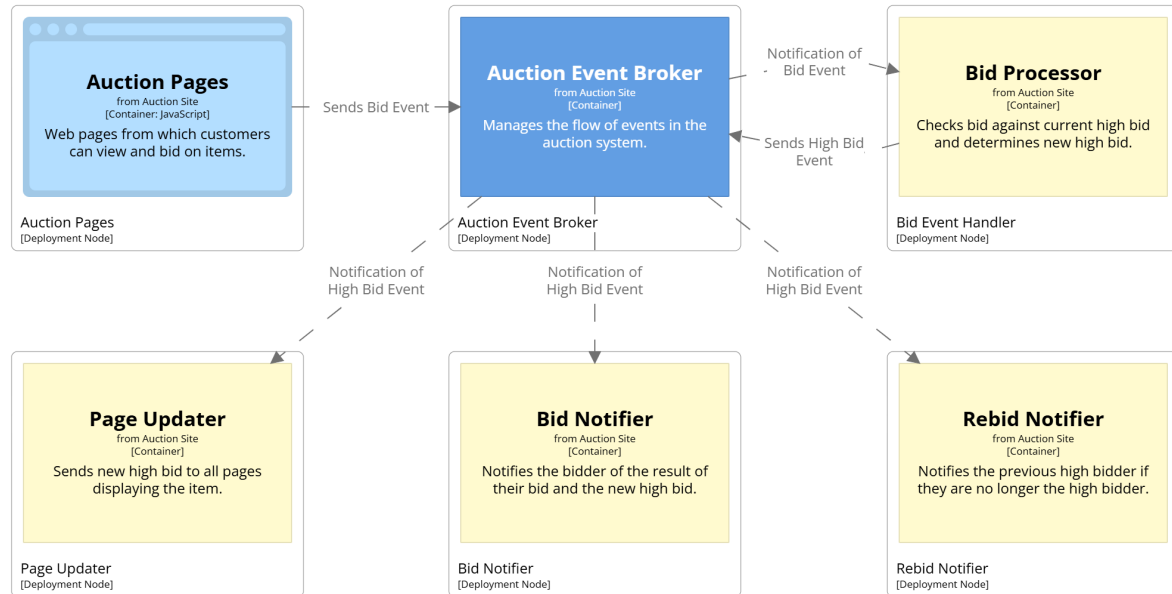 Auction Pages
from Auction Site
[Container: JavaScript]
Web pages from which customers
can view and bid on items.
Auction Pages
[Deployment Node]
Sends Bid Event
Auction Event Broker
from Auction Site
[Container]
Manages the flow of events in the
auction system.
Auction Event Broker
[Deployment Node]
Notification of
Bid Event
Sends High Bid
Event
Bid Processor
from Auction Site
[Container]
Checks bid against current high bid
and determines new high bid.
Bid Event Handler
[Deployment Node]
Notification of
High Bid Event
Notification of
High Bid Event
Notification of
High Bid Event
Page Updater
from Auction Site
[Container]
Sends new high bid to all pages
displaying the item.
Page Updater
[Deployment Node]
Bid Notifier
from Auction Site
[Container]
Notifies the bidder of the result of
their bid and the new high bid.
Bid Notifier
[Deployment Node]
Rebid Notifier
from Auction Site
[Container]
Notifies the previous high bidder if
they are no longer the high bidder.
Rebid Notifier
[Deployment Node]